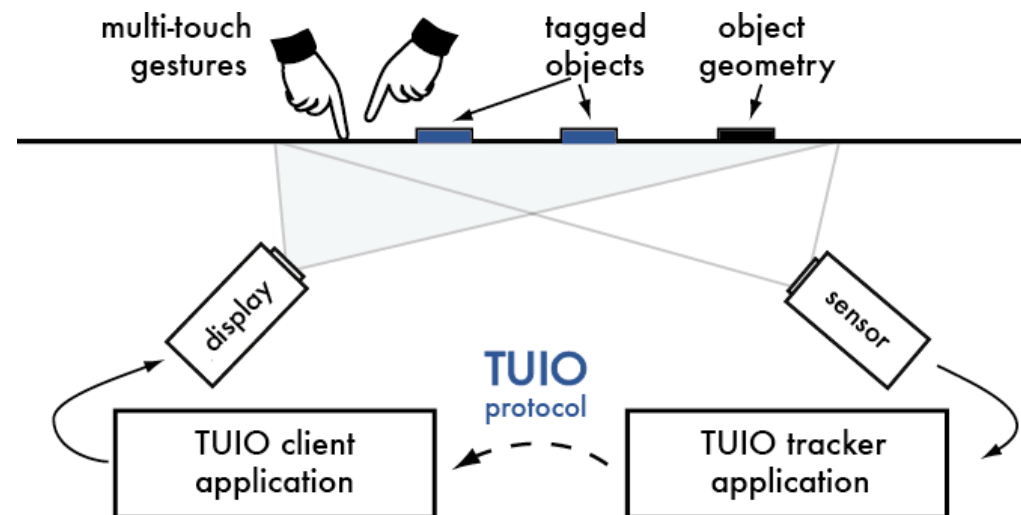 multi-touch
gestures
tagged
objects
object
geometry
display
sensor
TUIO
protocol
TUIO client
application
TUIO tracker
application